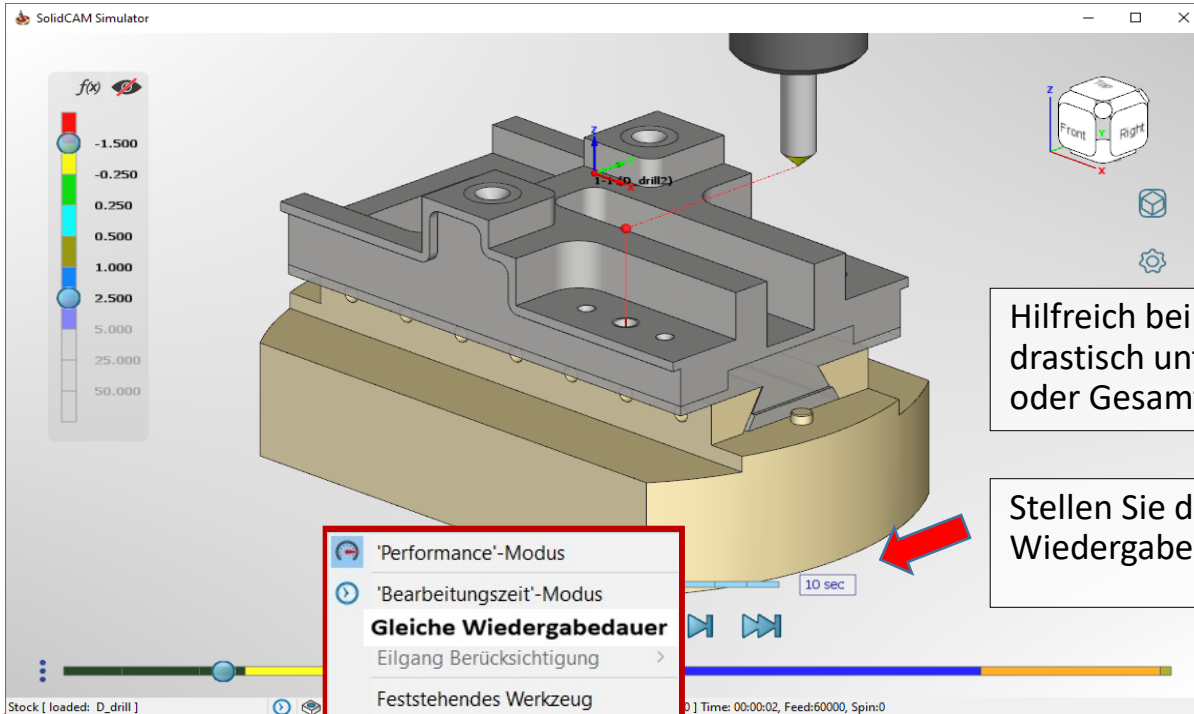 SolidCAM Simulator
f(x)
-1.500
-0.250
0.250
0.500
1.000
2.500
5.000
25.000
50.000
z
Y
x
1-1 (D_drill2)
Top
Front
Right
Z
Y
X
Hilfreich bei
drastisch
oder
Stellen Sie
Wiedergabe
'Performance'-Modus
'Bearbeitungszeit'-Modus
Gleiche Wiedergabedauer
Eilgang Berücksichtigung >
Feststehendes Werkzeug
10 sec
Stock [ loaded: D_drill ]
] Time: 00:00:02, Feed:60000, Spin:0